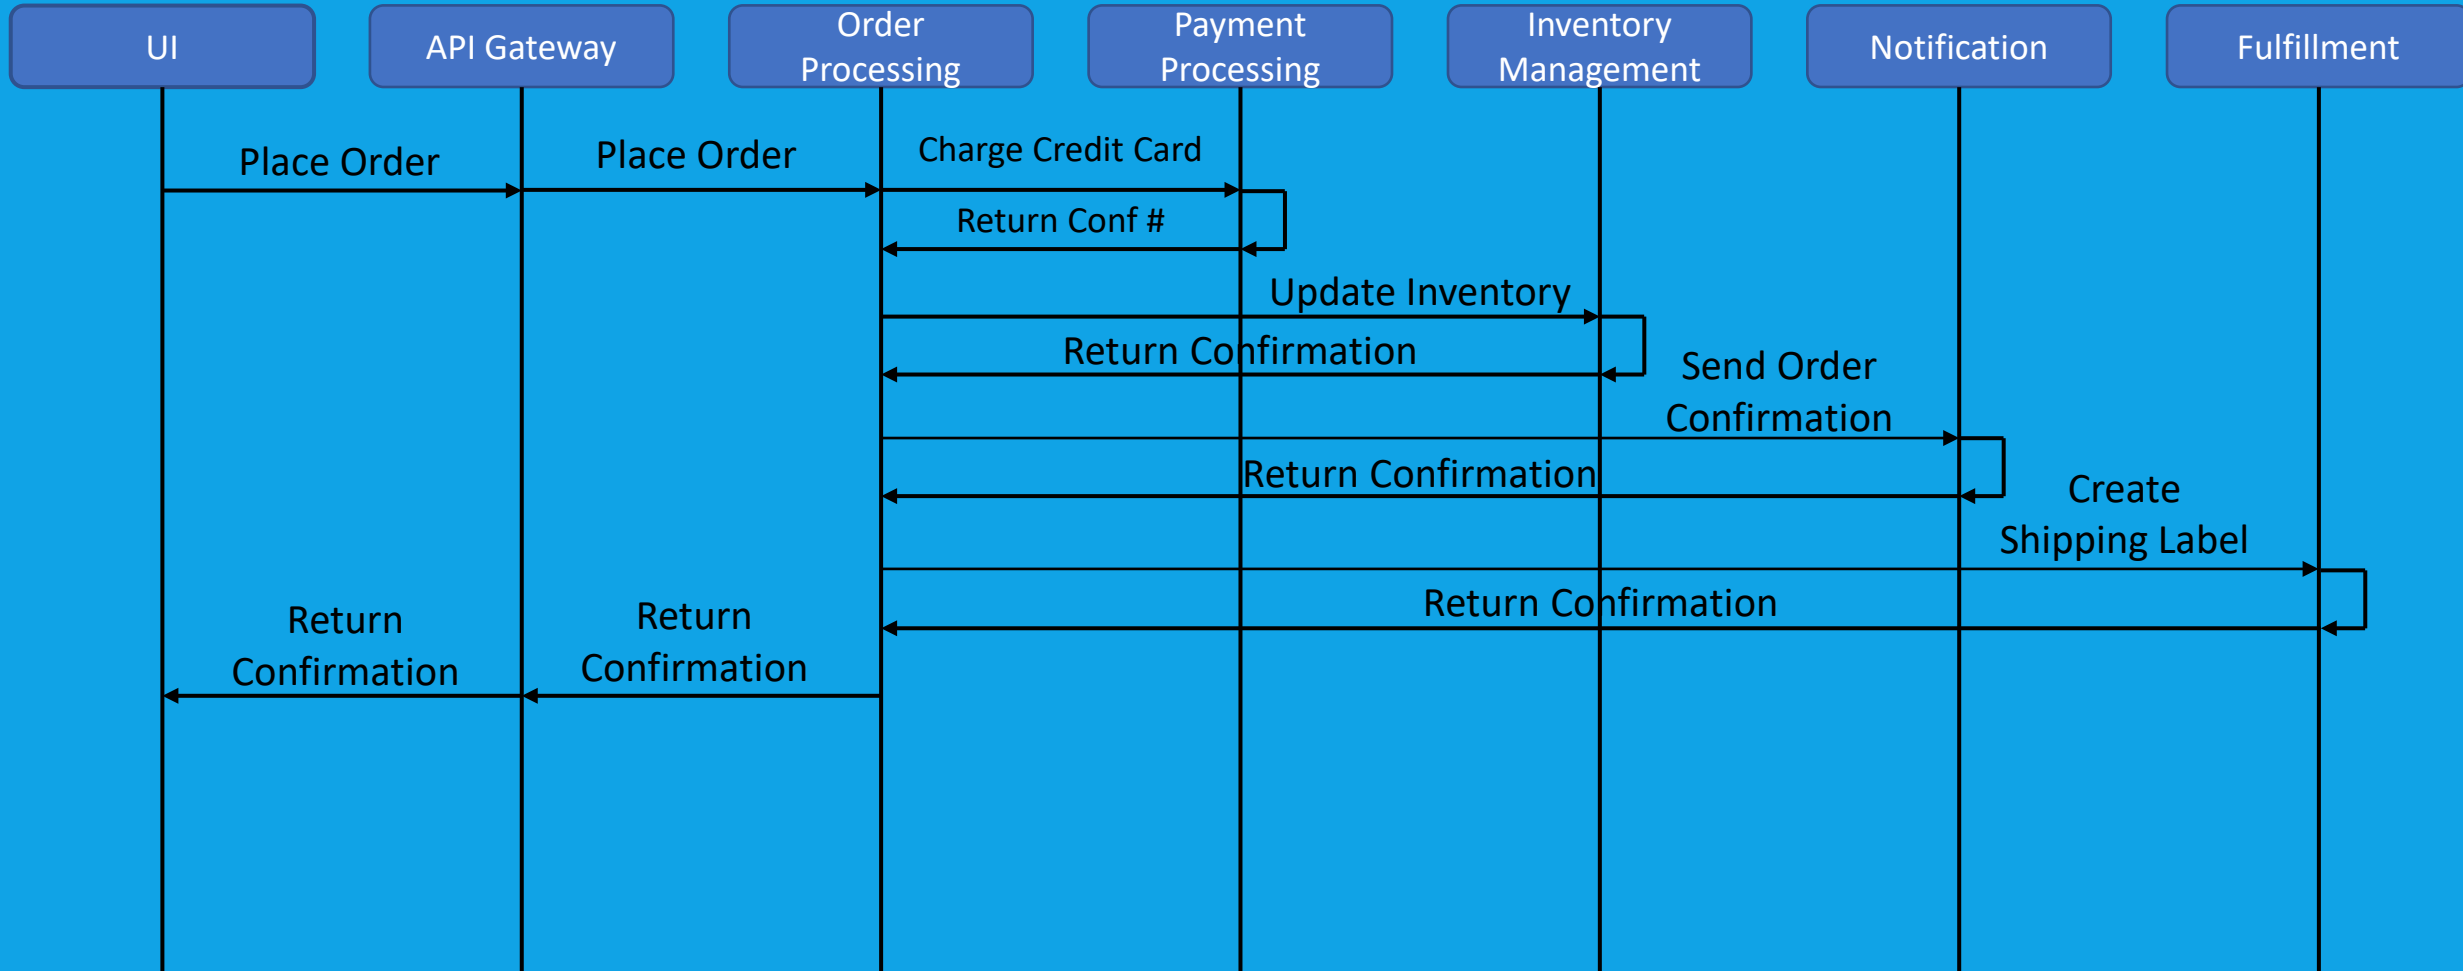 UI
API Gateway
Order
Processing
Payment
Processing
Inventory
Management
Notification
Fulfillment
Place Order
Place Order
Charge Credit Card
Return Conf #
Update Inventory
Return Confirmation
Send Order
Confirmation
Return Confirmation
Create
Shipping Label
Return Confirmation
Return
Confirmation
Return
Confirmation